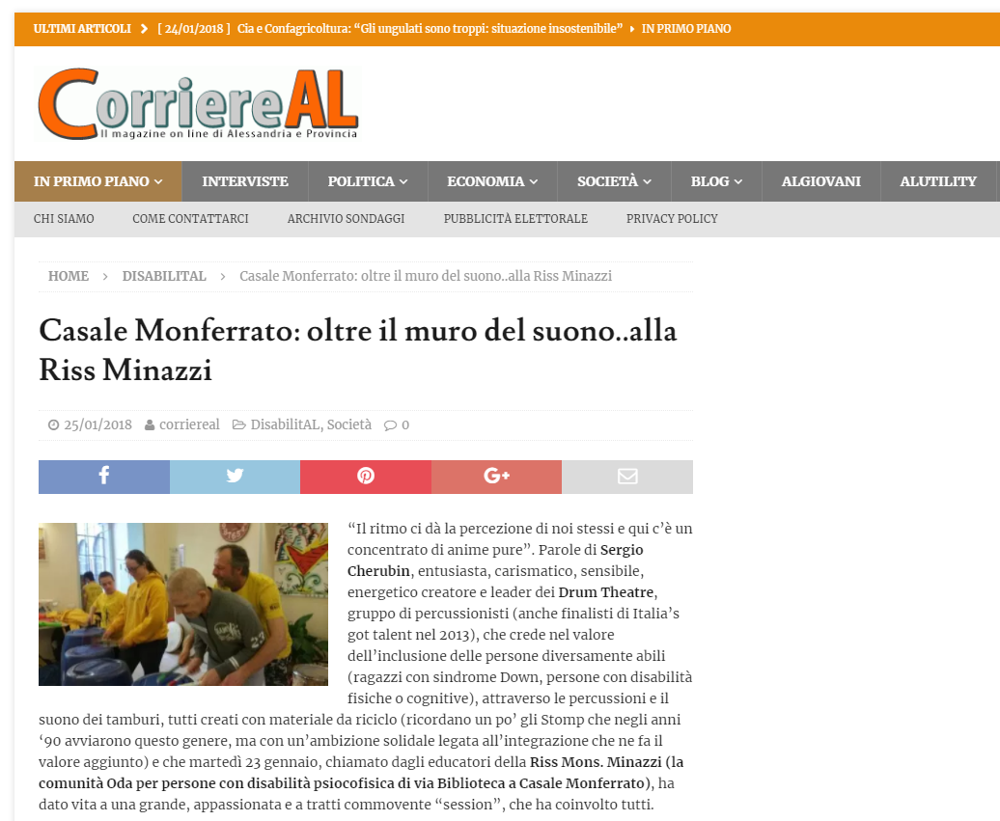 ULTIMI ARTICOLI [ 24/01/2018 ] Cia e Confagricoltura: “Gli ungulati sono troppi: situazione insostenibile” IN PRIMO PIANO
CorriereAL
Il magazine on line di Alessandria e Provincia
IN PRIMO PIANO INTERVISTE POLITICA ECONOMIA SOCIETÀ BLOG ALGIOVANI ALUTILITY
CHI SIAMO COME CONTATTARCI ARCHIVIO SONDAGGI PUBBLICITÀ ELETTORALE PRIVACY POLICY
HOME > DISABILITAL > Casale Monferrato: oltre il muro del suono..alla Riss Minazzi
Casale Monferrato: oltre il muro del suono..alla
Riss Minazzi
25/01/2018 corriereal DisabilitAL, Società 0
“Il ritmo ci dà la percezione di noi stessi e qui c’è un
concentrato di anime pure”. Parole di Sergio
Cherubin, entusiasta, carismatico, sensibile,
energetico creatore e leader dei Drum Theatre,
gruppo di percussionisti (anche finalisti di Italia’s
got talent nel 2013), che crede nel valore
dell’inclusione delle persone diversamente abili
(ragazzi con sindrome Down, persone con disabilità
fisiche o cognitive), attraverso le percussioni e il
suono dei tamburi, tutti creati con materiale da riciclo (ricordano un po’ gli Stomp che negli anni
‘90 avviarono questo genere, ma con un’ambizione solidale legata all’integrazione che ne fa il
valore aggiunto) e che martedì 23 gennaio, chiamato dagli educatori della Riss Mons. Minazzi (la
comunità Oda per persone con disabilità psicofisica di via Biblioteca a Casale Monferrato), ha
dato vita a una grande, appassionata e a tratti commovente “session”, che ha coinvolto tutti.